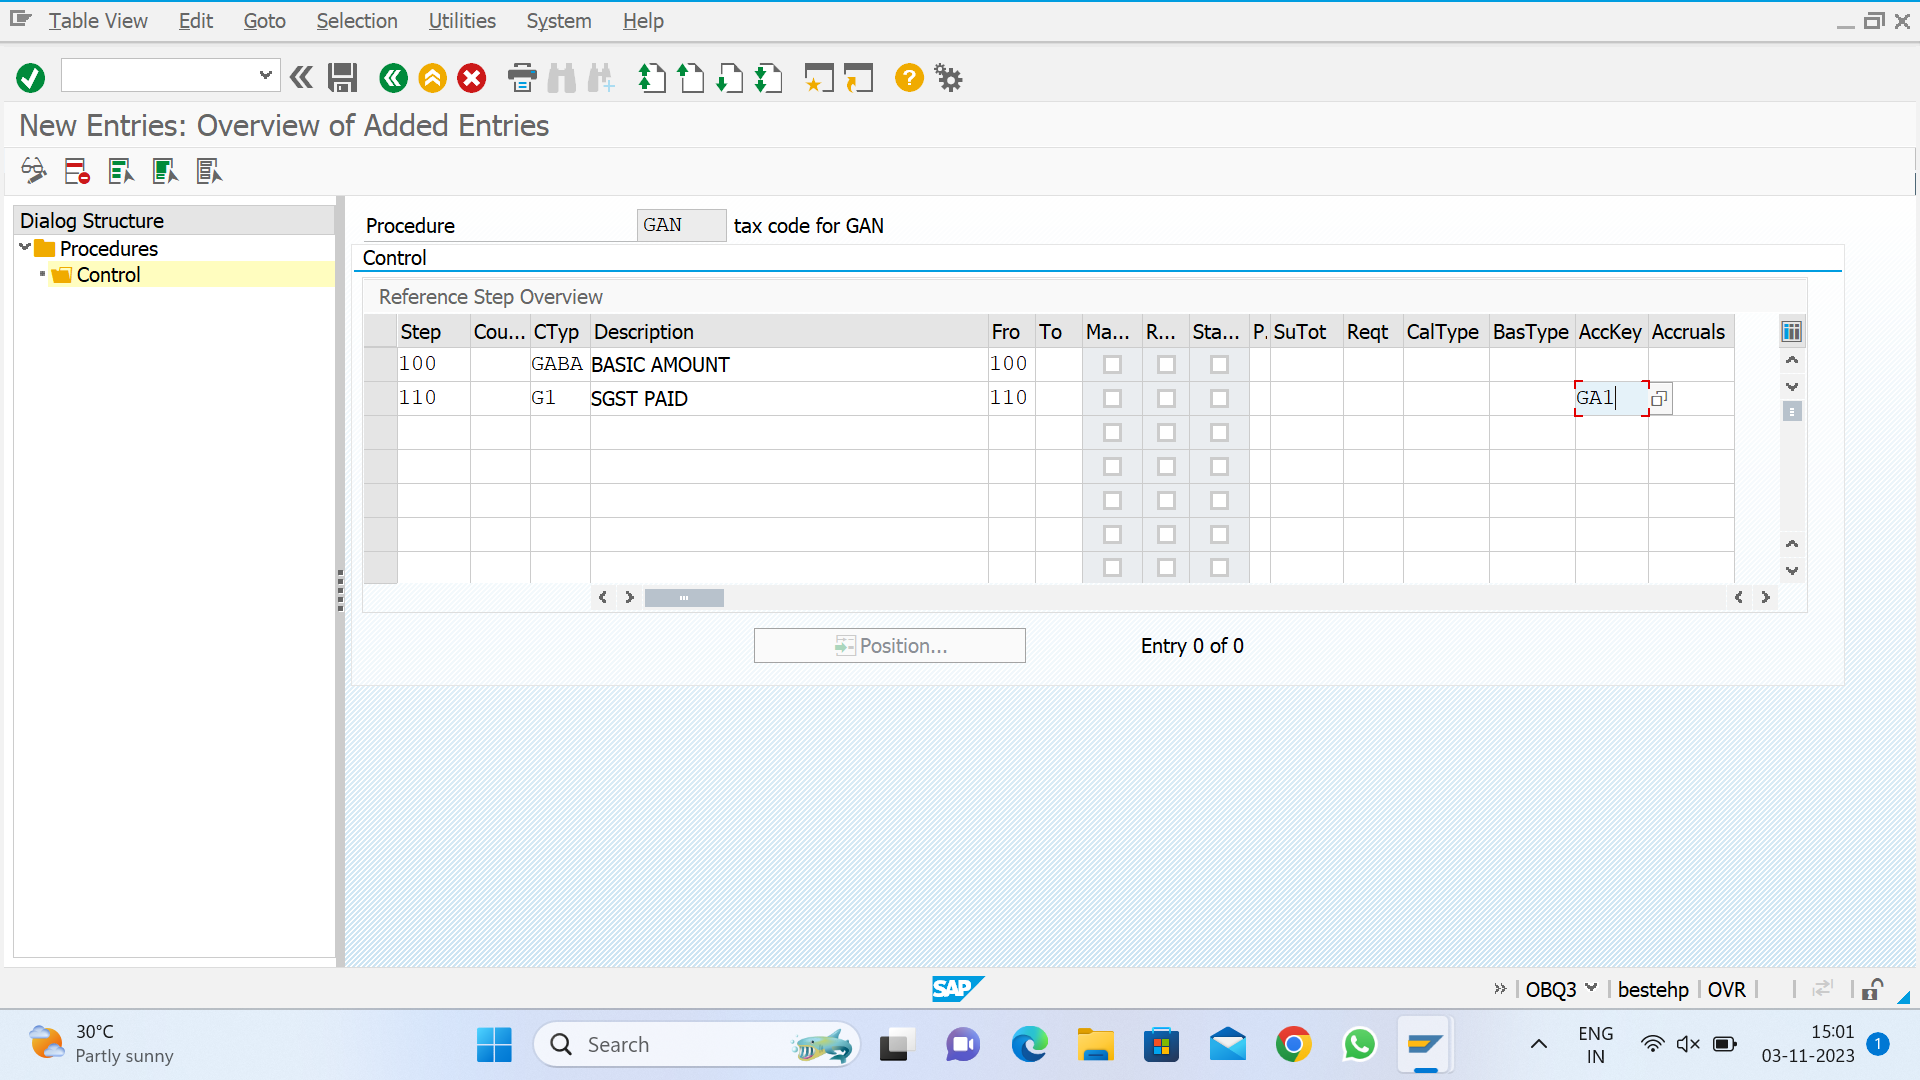 Table View Edit Goto Selection Utilities System Help
New Entries: Overview of Added Entries
Dialog Structure
Procedures
Control
Procedure GAN tax code for GAN
Control
Reference Step Overview
Step Cou... CTyp Description Fro To Ma... R... Sta... P. SuTot Reqt CalType BasType AccKey Accruals
100 GABA BASIC AMOUNT 100
110 G1 SGST PAID 110 GA1
Position... Entry 0 of 0
SAP OBQ3 bestehp OVR
30°C
Partly sunny
Search
ENG
IN
15:01
03-11-2023
1